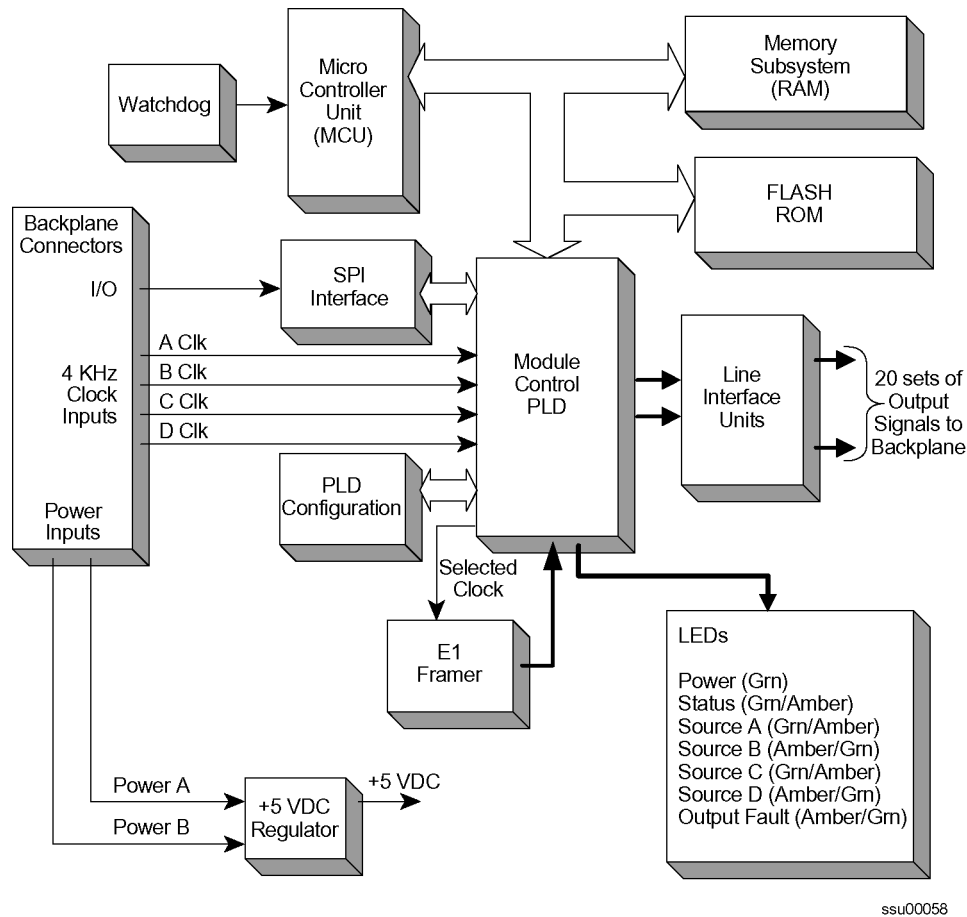 Watchdog
Micro
Controller
Unit
(MCU)
Memory
Subsystem
(RAM)
FLASH
ROM
Backplane
Connectors
I/O
4 KHz
Clock
Inputs
Power
Inputs
SPI
Interface
A Clk
B Clk
C Clk
D Clk
PLD
Configuration
Module
Control
PLD
Line
Interface
Units
20 sets of
Output
Signals to
Backplane
Selected
Clock
E1
Framer
LEDs
Power (Grn)
Status (Grn/Amber)
Source A (Grn/Amber)
Source B (Amber/Grn)
Source C (Grn/Amber)
Source D (Amber/Grn)
Output Fault (Amber/Grn)
Power A
Power B
+5 VDC
Regulator
+5 VDC
ssu00058